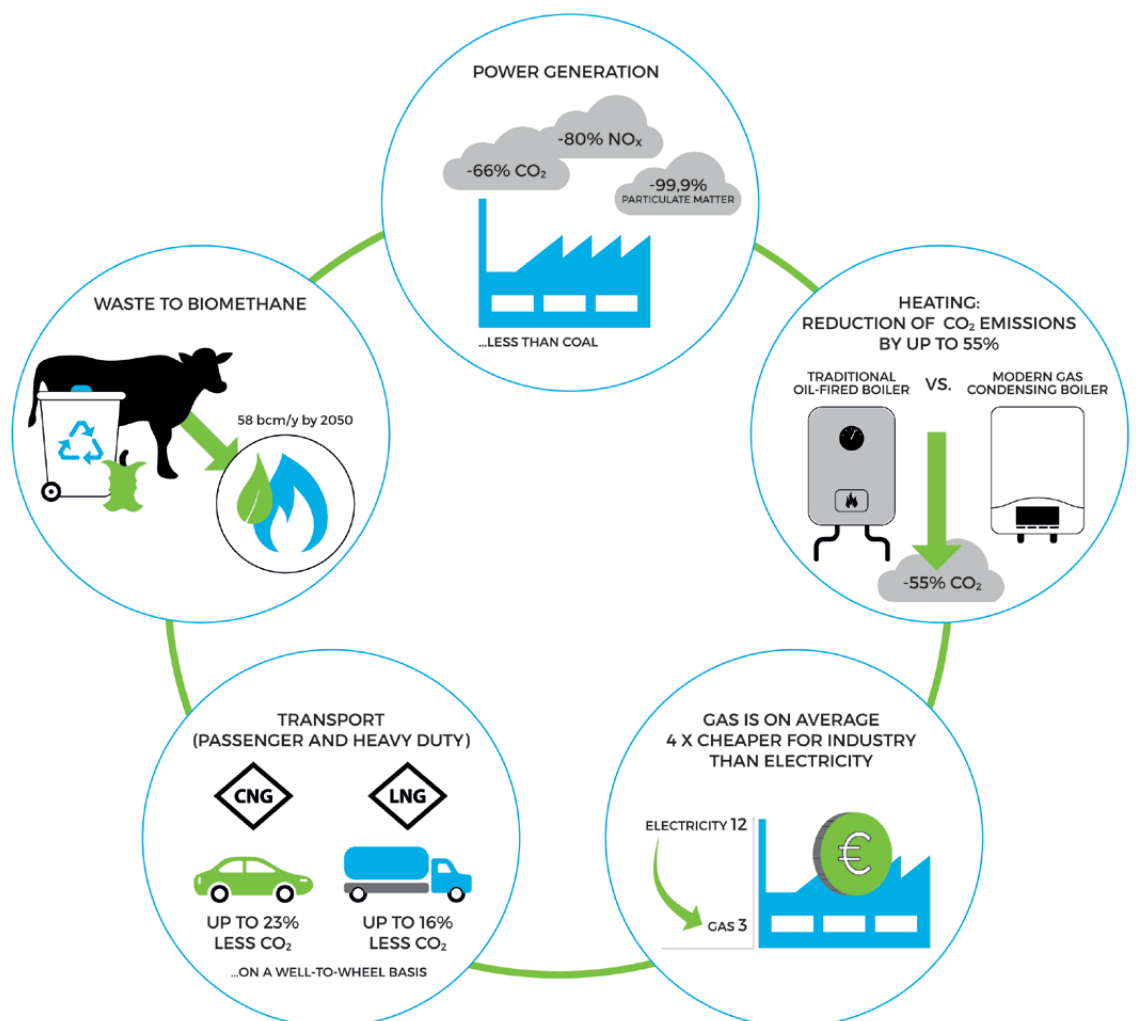 POWER GENERATION
-80% NOₓ
-66% CO₂
-99,9%
PARTICULATE MATTER
...LESS THAN COAL
HEATING:
REDUCTION OF CO₂ EMISSIONS
BY UP TO 55%
TRADITIONAL
OIL-FIRED BOILER
VS.
MODERN GAS
CONDENSING BOILER
-55% CO₂
GAS IS ON AVERAGE
4 X CHEAPER FOR INDUSTRY
THAN ELECTRICITY
ELECTRICITY 12
€
GAS 3
TRANSPORT
(PASSENGER AND HEAVY DUTY)
CNG
LNG
UP TO 23%
LESS CO₂
UP TO 16%
LESS CO₂
...ON A WELL-TO-WHEEL BASIS
WASTE TO BIOMETHANE
58 bcm/y by 2050